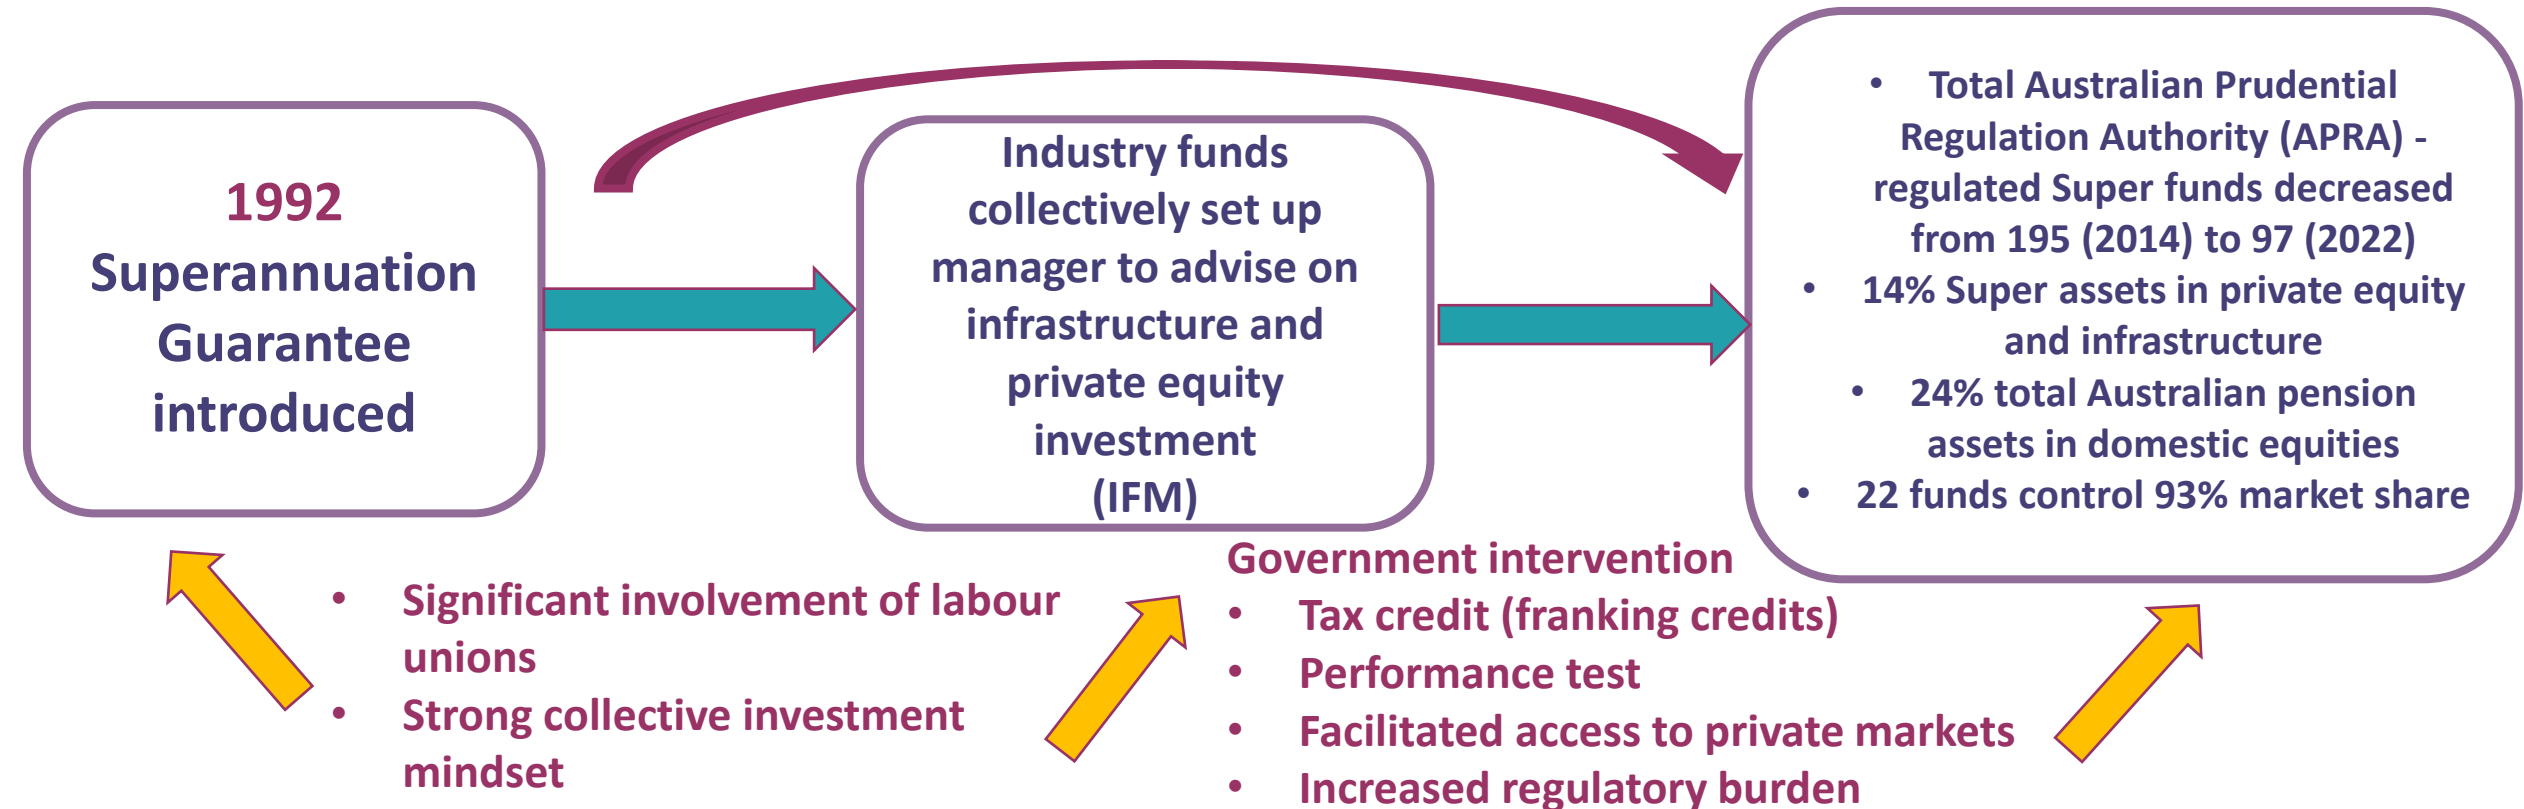 1992
Superannuation
Guarantee
introduced
Industry funds
collectively set up
manager to advise on
infrastructure and
private equity
investment
(IFM)
• Total Australian Prudential
Regulation Authority (APRA) -
regulated Super funds decreased
from 195 (2014) to 97 (2022)
• 14% Super assets in private equity
and infrastructure
• 24% total Australian pension
assets in domestic equities
• 22 funds control 93% market share
• Significant involvement of labour
unions
• Strong collective investment
mindset
Government intervention
• Tax credit (franking credits)
• Performance test
• Facilitated access to private markets
• Increased regulatory burden